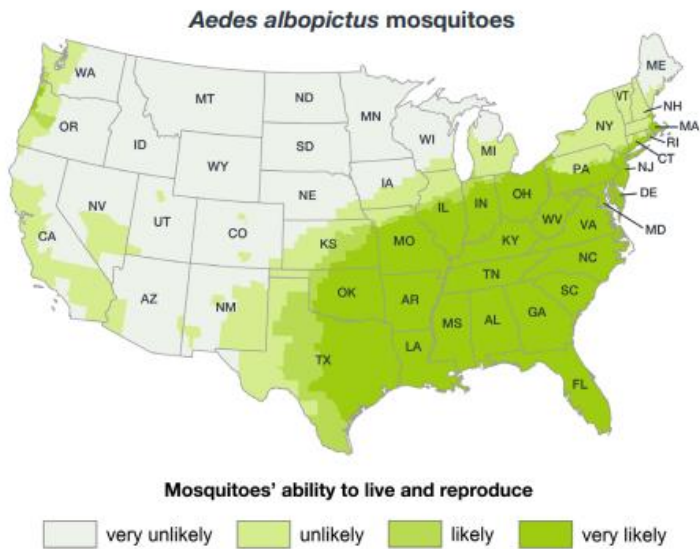 Aedes albopictus mosquitoes
WA
MT
ND
MN
ME
VT
NH
OR
ID
SD
WI
MI
NY
MA
RI
CT
WY
IA
PA
NJ
NE
NV
UT
IL
IN
OH
DE
CA
CO
KS
MO
WV
VA
MD
KY
NC
AZ
NM
OK
AR
TN
SC
TX
LA
MS
AL
GA
FL
Mosquitoes' ability to live and reproduce
very unlikely
unlikely
likely
very likely